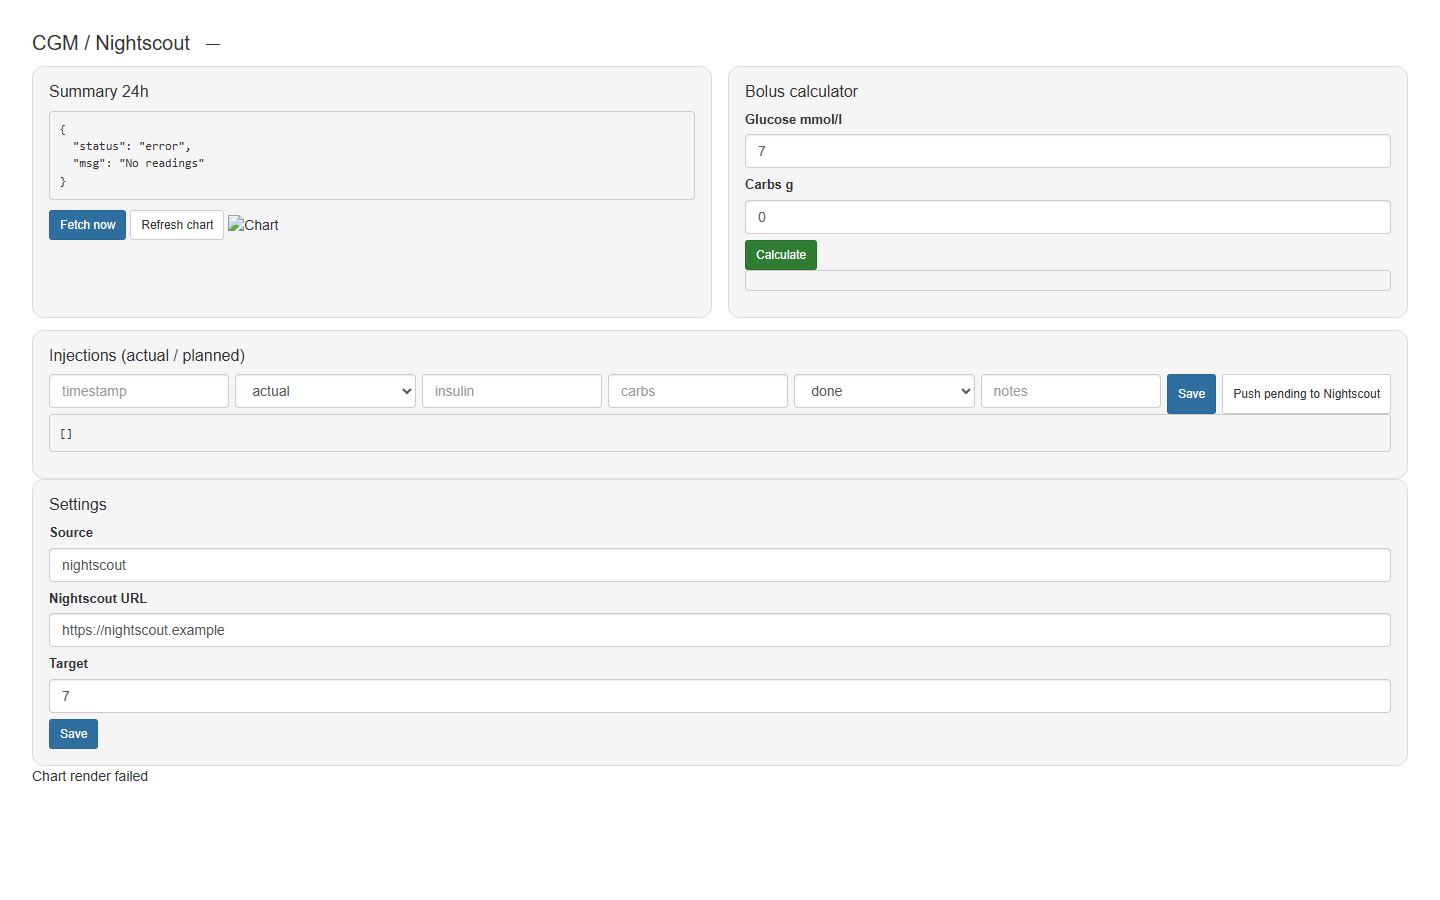 CGM / Nightscout —
Summary 24h
{
  "status": "error",
  "msg": "No readings"
}
Fetch now
Refresh chart
Chart
Bolus calculator
Glucose mmol/l
7
Carbs g
0
Calculate
Injections (actual / planned)
timestamp
actual
insulin
carbs
done
notes
Save
Push pending to Nightscout
[]
Settings
Source
nightscout
Nightscout URL
https://nightscout.example
Target
7
Save
Chart render failed